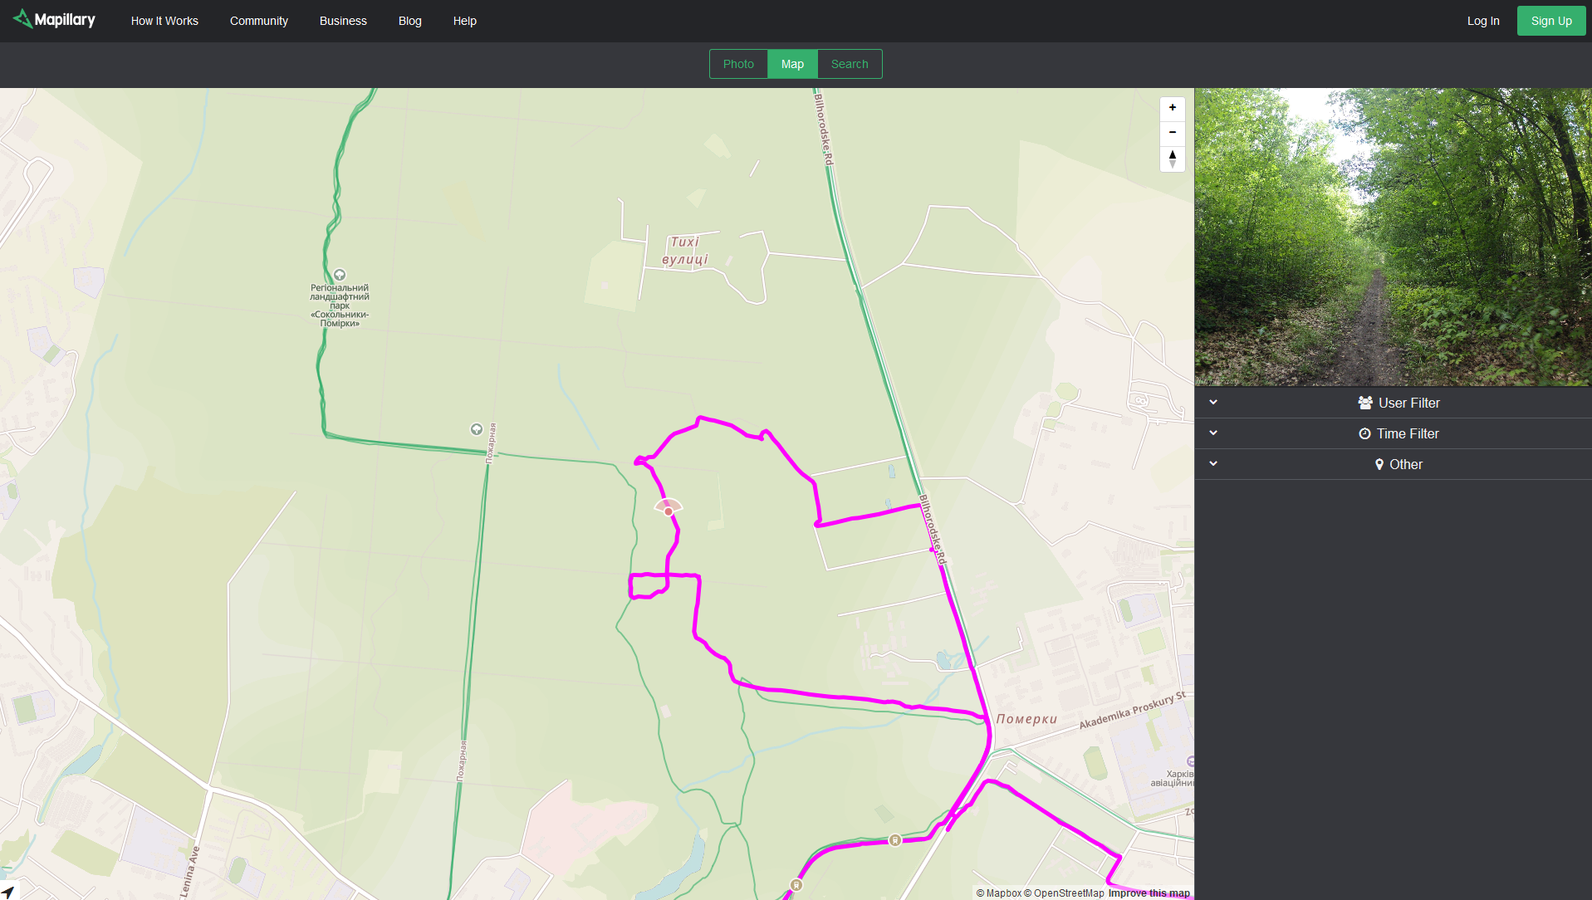 Mapillary
How It Works
Community
Business
Blog
Help
Log In
Sign Up
Photo
Map
Search
Bilhorodske Rd
Тихі
вулиці
Регіональний
ландшафтний
парк
«Сокольники-
Помірки»
Пожарная
Bilhorodske Rd
User Filter
Time Filter
Other
Померки
Akademika Proskury St
Пожарная
Харків
авіаційни
Lenina Ave
© Mapbox © OpenStreetMap Improve this map